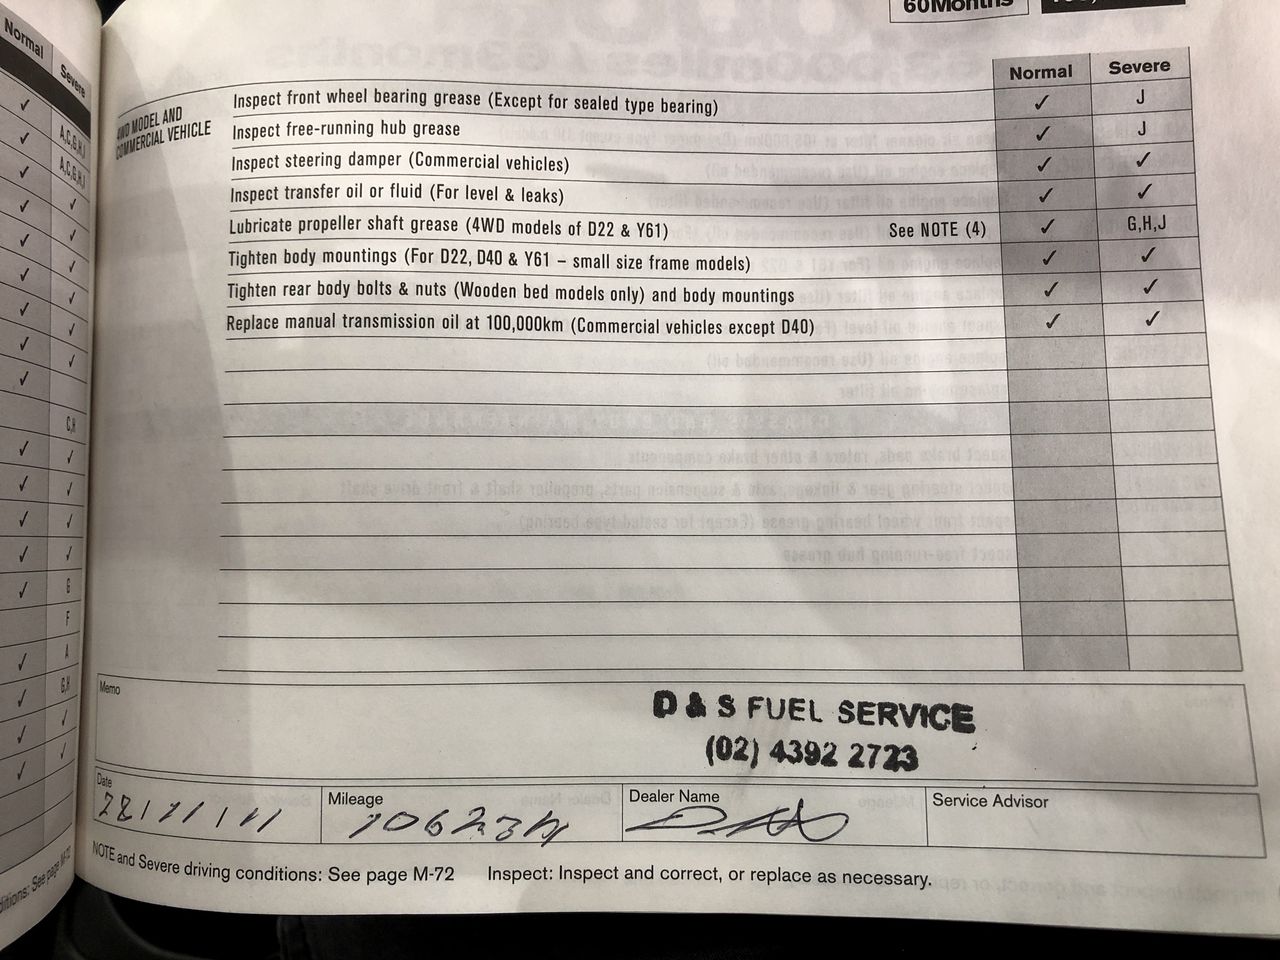 60Months
Normal Severe
4WD MODEL AND
COMMERCIAL VEHICLE
Inspect front wheel bearing grease (Except for sealed type bearing) ✓ J
Inspect free-running hub grease ✓ J
Inspect steering damper (Commercial vehicles) ✓ ✓
Inspect transfer oil or fluid (For level & leaks) ✓ ✓
Lubricate propeller shaft grease (4WD models of D22 & Y61) See NOTE (4) ✓ G,H,J
Tighten body mountings (For D22, D40 & Y61 – small size frame models) ✓ ✓
Tighten rear body bolts & nuts (Wooden bed models only) and body mountings ✓ ✓
Replace manual transmission oil at 100,000km (Commercial vehicles except D40) ✓ ✓
Memo
D & S FUEL SERVICE
(02) 4392 2723
Date
Mileage
Dealer Name
Service Advisor
NOTE and Severe driving conditions: See page M-72 Inspect: Inspect and correct, or replace as necessary.
Normal
Severe
✓ A,C,G,H,I
✓ A,C,G,H,I
✓ ✓
✓ ✓
✓ ✓
✓ ✓
✓ ✓
✓ ✓
✓
G,H
✓ ✓
✓ ✓
✓ ✓
✓ ✓
✓ G
F
✓ A
✓ G,H
✓ ✓
✓ ✓